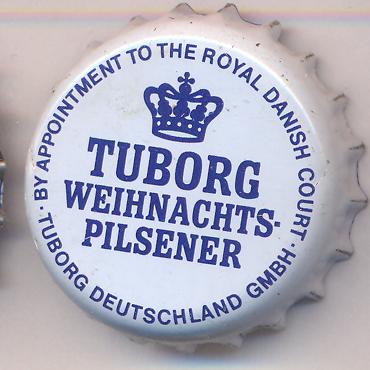 · BY APPOINTMENT TO THE ROYAL DANISH COURT ·
TUBORG
WEIHNACHTS-
PILSENER
TUBORG DEUTSCHLAND GMBH